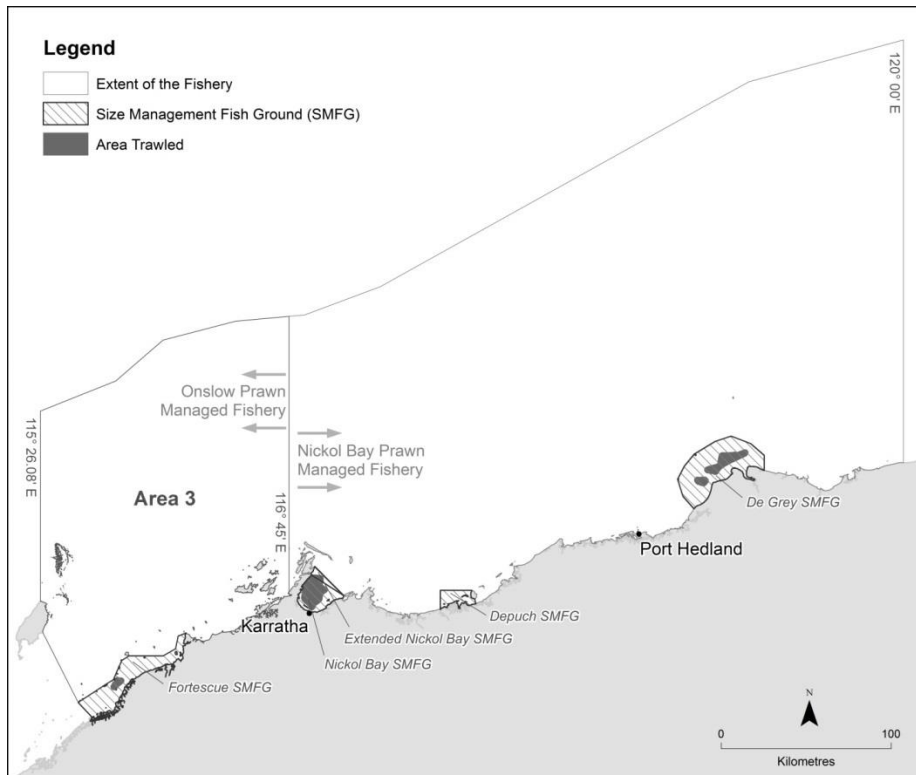 Legend
Extent of the Fishery
Size Management Fish Ground (SMFG)
Area Trawled
120° 00' E
Onslow Prawn
Managed Fishery
Nickol Bay Prawn
Managed Fishery
115° 26.08' E
Area 3
116° 45' E
De Grey SMFG
Port Hedland
Depuch SMFG
Karratha
Extended Nickol Bay SMFG
Nickol Bay SMFG
Fortescue SMFG
N
0
100
Kilometres